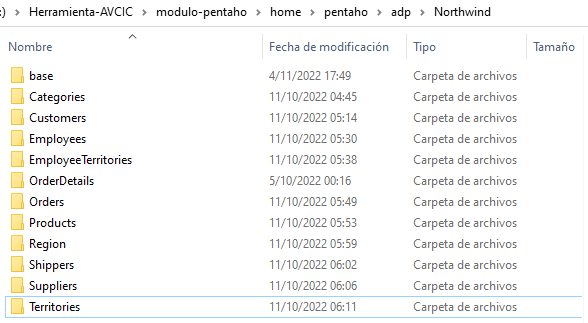 :) > Herramienta-AVCIC > modulo-pentaho > home > pentaho > adp > Northwind
Nombre Fecha de modificación Tipo Tamaño
base 4/11/2022 17:49 Carpeta de archivos
Categories 11/10/2022 04:45 Carpeta de archivos
Customers 11/10/2022 05:14 Carpeta de archivos
Employees 11/10/2022 05:30 Carpeta de archivos
EmployeeTerritories 11/10/2022 05:38 Carpeta de archivos
OrderDetails 5/10/2022 00:16 Carpeta de archivos
Orders 11/10/2022 05:49 Carpeta de archivos
Products 11/10/2022 05:53 Carpeta de archivos
Region 11/10/2022 05:59 Carpeta de archivos
Shippers 11/10/2022 06:02 Carpeta de archivos
Suppliers 11/10/2022 06:06 Carpeta de archivos
Territories 11/10/2022 06:11 Carpeta de archivos